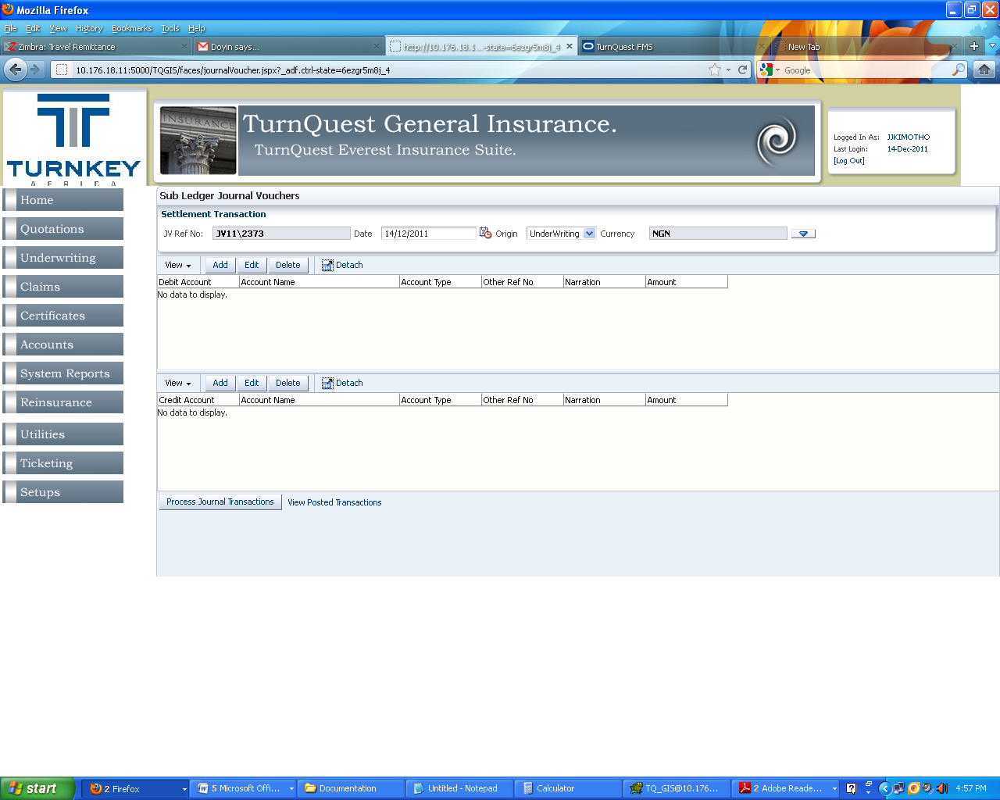 Mozilla Firefox
File Edit View History Bookmarks Tools Help
Zimbra: Travel Remittance
Doyin says...
http://10.176.18.1...-state=6ezgr5m8j_4
TurnQuest FMS
New Tab
10.176.18.11:5000/TQGIS/faces/journalVoucher.jspx?_adf.ctrl-state=6ezgr5m8j_4
Google
TURNKEY
AFRICA
INSURANCE
TurnQuest General Insurance.
TurnQuest Everest Insurance Suite.
Logged In As: JJKIMOTHO
Last Login: 14-Dec-2011
[Log Out]
Home
Quotations
Underwriting
Claims
Certificates
Accounts
System Reports
Reinsurance
Utilities
Ticketing
Setups
Sub Ledger Journal Vouchers
Settlement Transaction
JV Ref No: JV11\2373 Date 14/12/2011 Origin UnderWriting Currency NGN
View Add Edit Delete Detach
Debit Account Account Name Account Type Other Ref No Narration Amount
No data to display.
View Add Edit Delete Detach
Credit Account Account Name Account Type Other Ref No Narration Amount
No data to display.
Process Journal Transactions View Posted Transactions
start
2 Firefox
5 Microsoft Offi...
Documentation
Untitled - Notepad
Calculator
TQ_GIS@10.176...
2 Adobe Reade...
4:57 PM